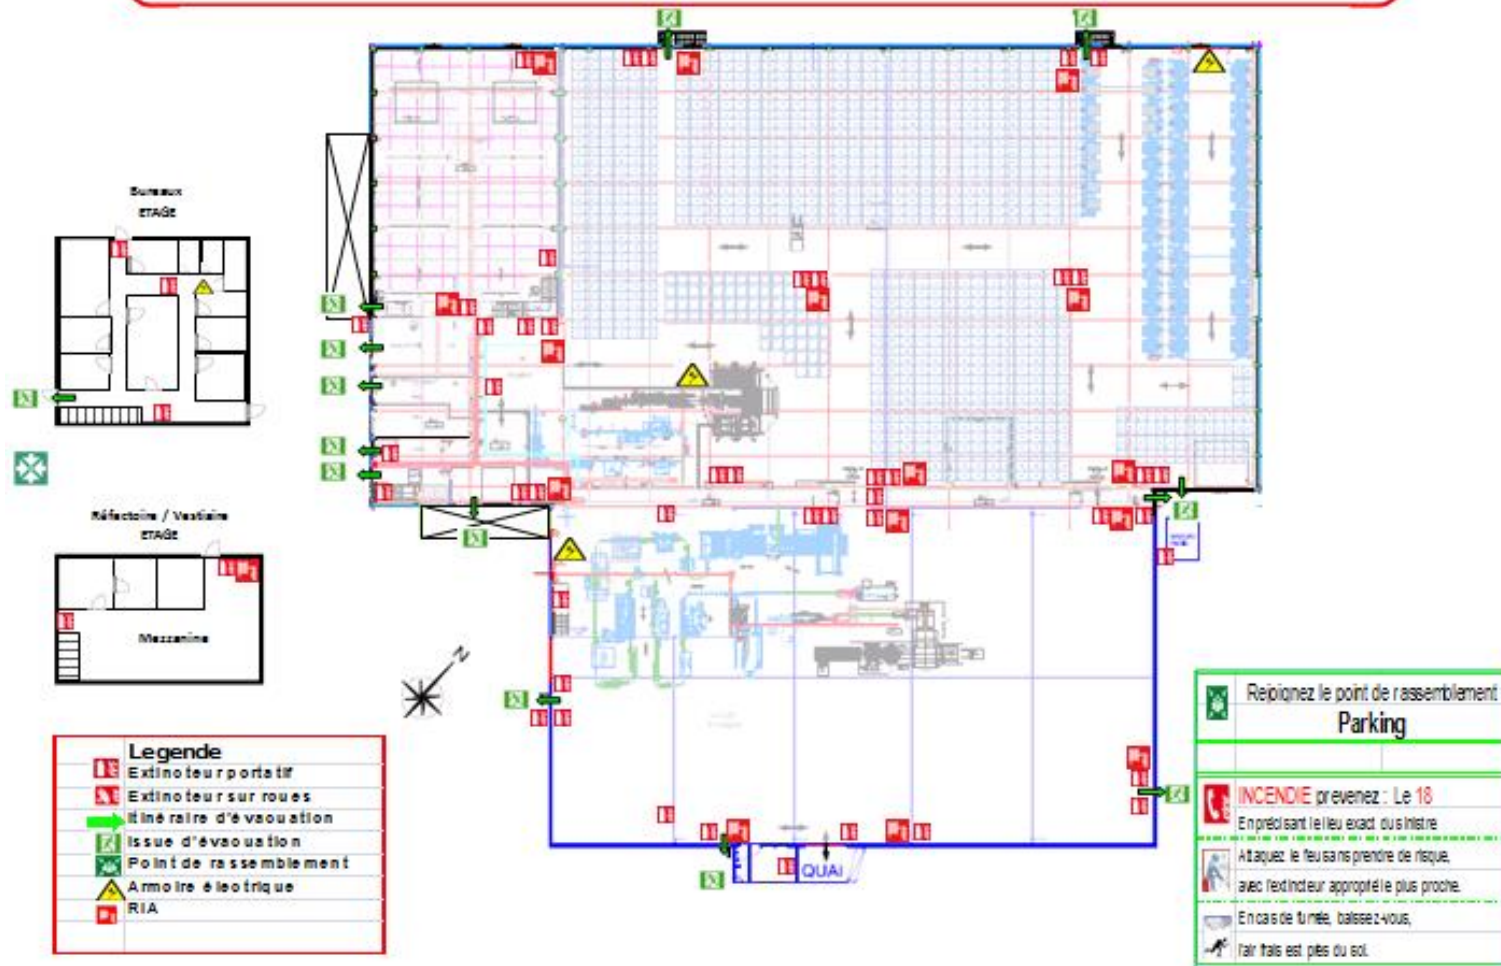 Bureaux
ETAGE
Réfectoire / Vestiaire
ETAGE
Mezzanine
N
QUAI
Legende
Extincteur portatif
Extincteur sur roues
Itinéraire d'évacuation
Issue d'évacuation
Point de rassemblement
Armoire électrique
RIA
Rejoignez le point de rassemblement
Parking
INCENDIE prevenez : Le 18
En précisant le lieu exact du sinistre
Attaquez le feu sans prendre de risque,
avec l'extincteur approprié le plus proche.
En cas de fumée, baissez-vous,
l'air frais est près du sol.